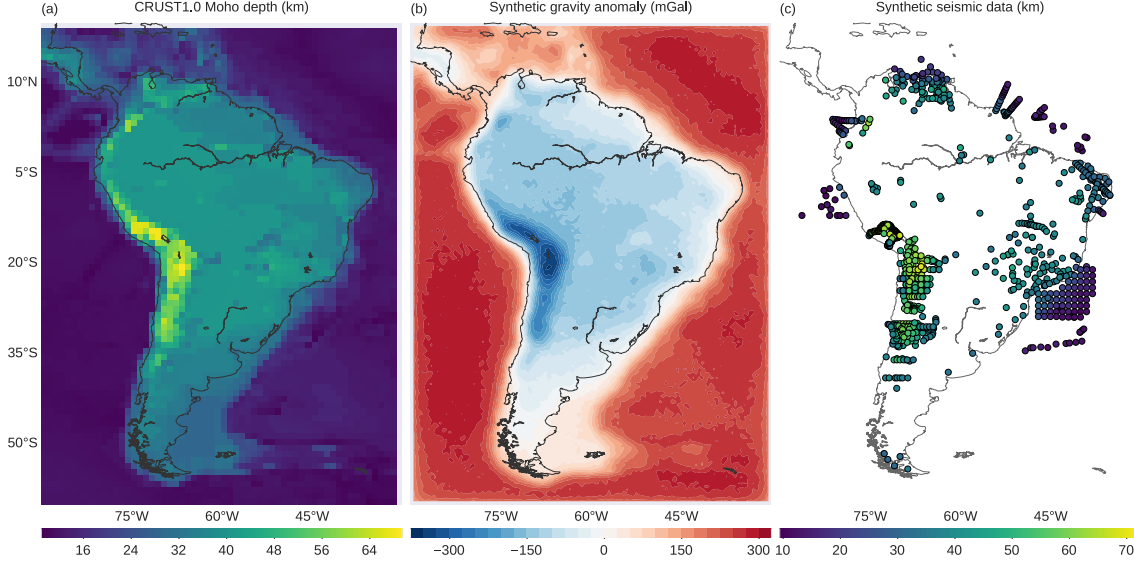 (a) CRUST1.0 Moho depth (km)
(b) Synthetic gravity anomaly (mGal)
(c) Synthetic seismic data (km)
10°N
5°S
20°S
35°S
50°S
75°W 60°W 45°W
75°W 60°W 45°W
75°W 60°W 45°W
16 24 32 40 48 56 64
−300 −150 0 150 300
10 20 30 40 50 60 70